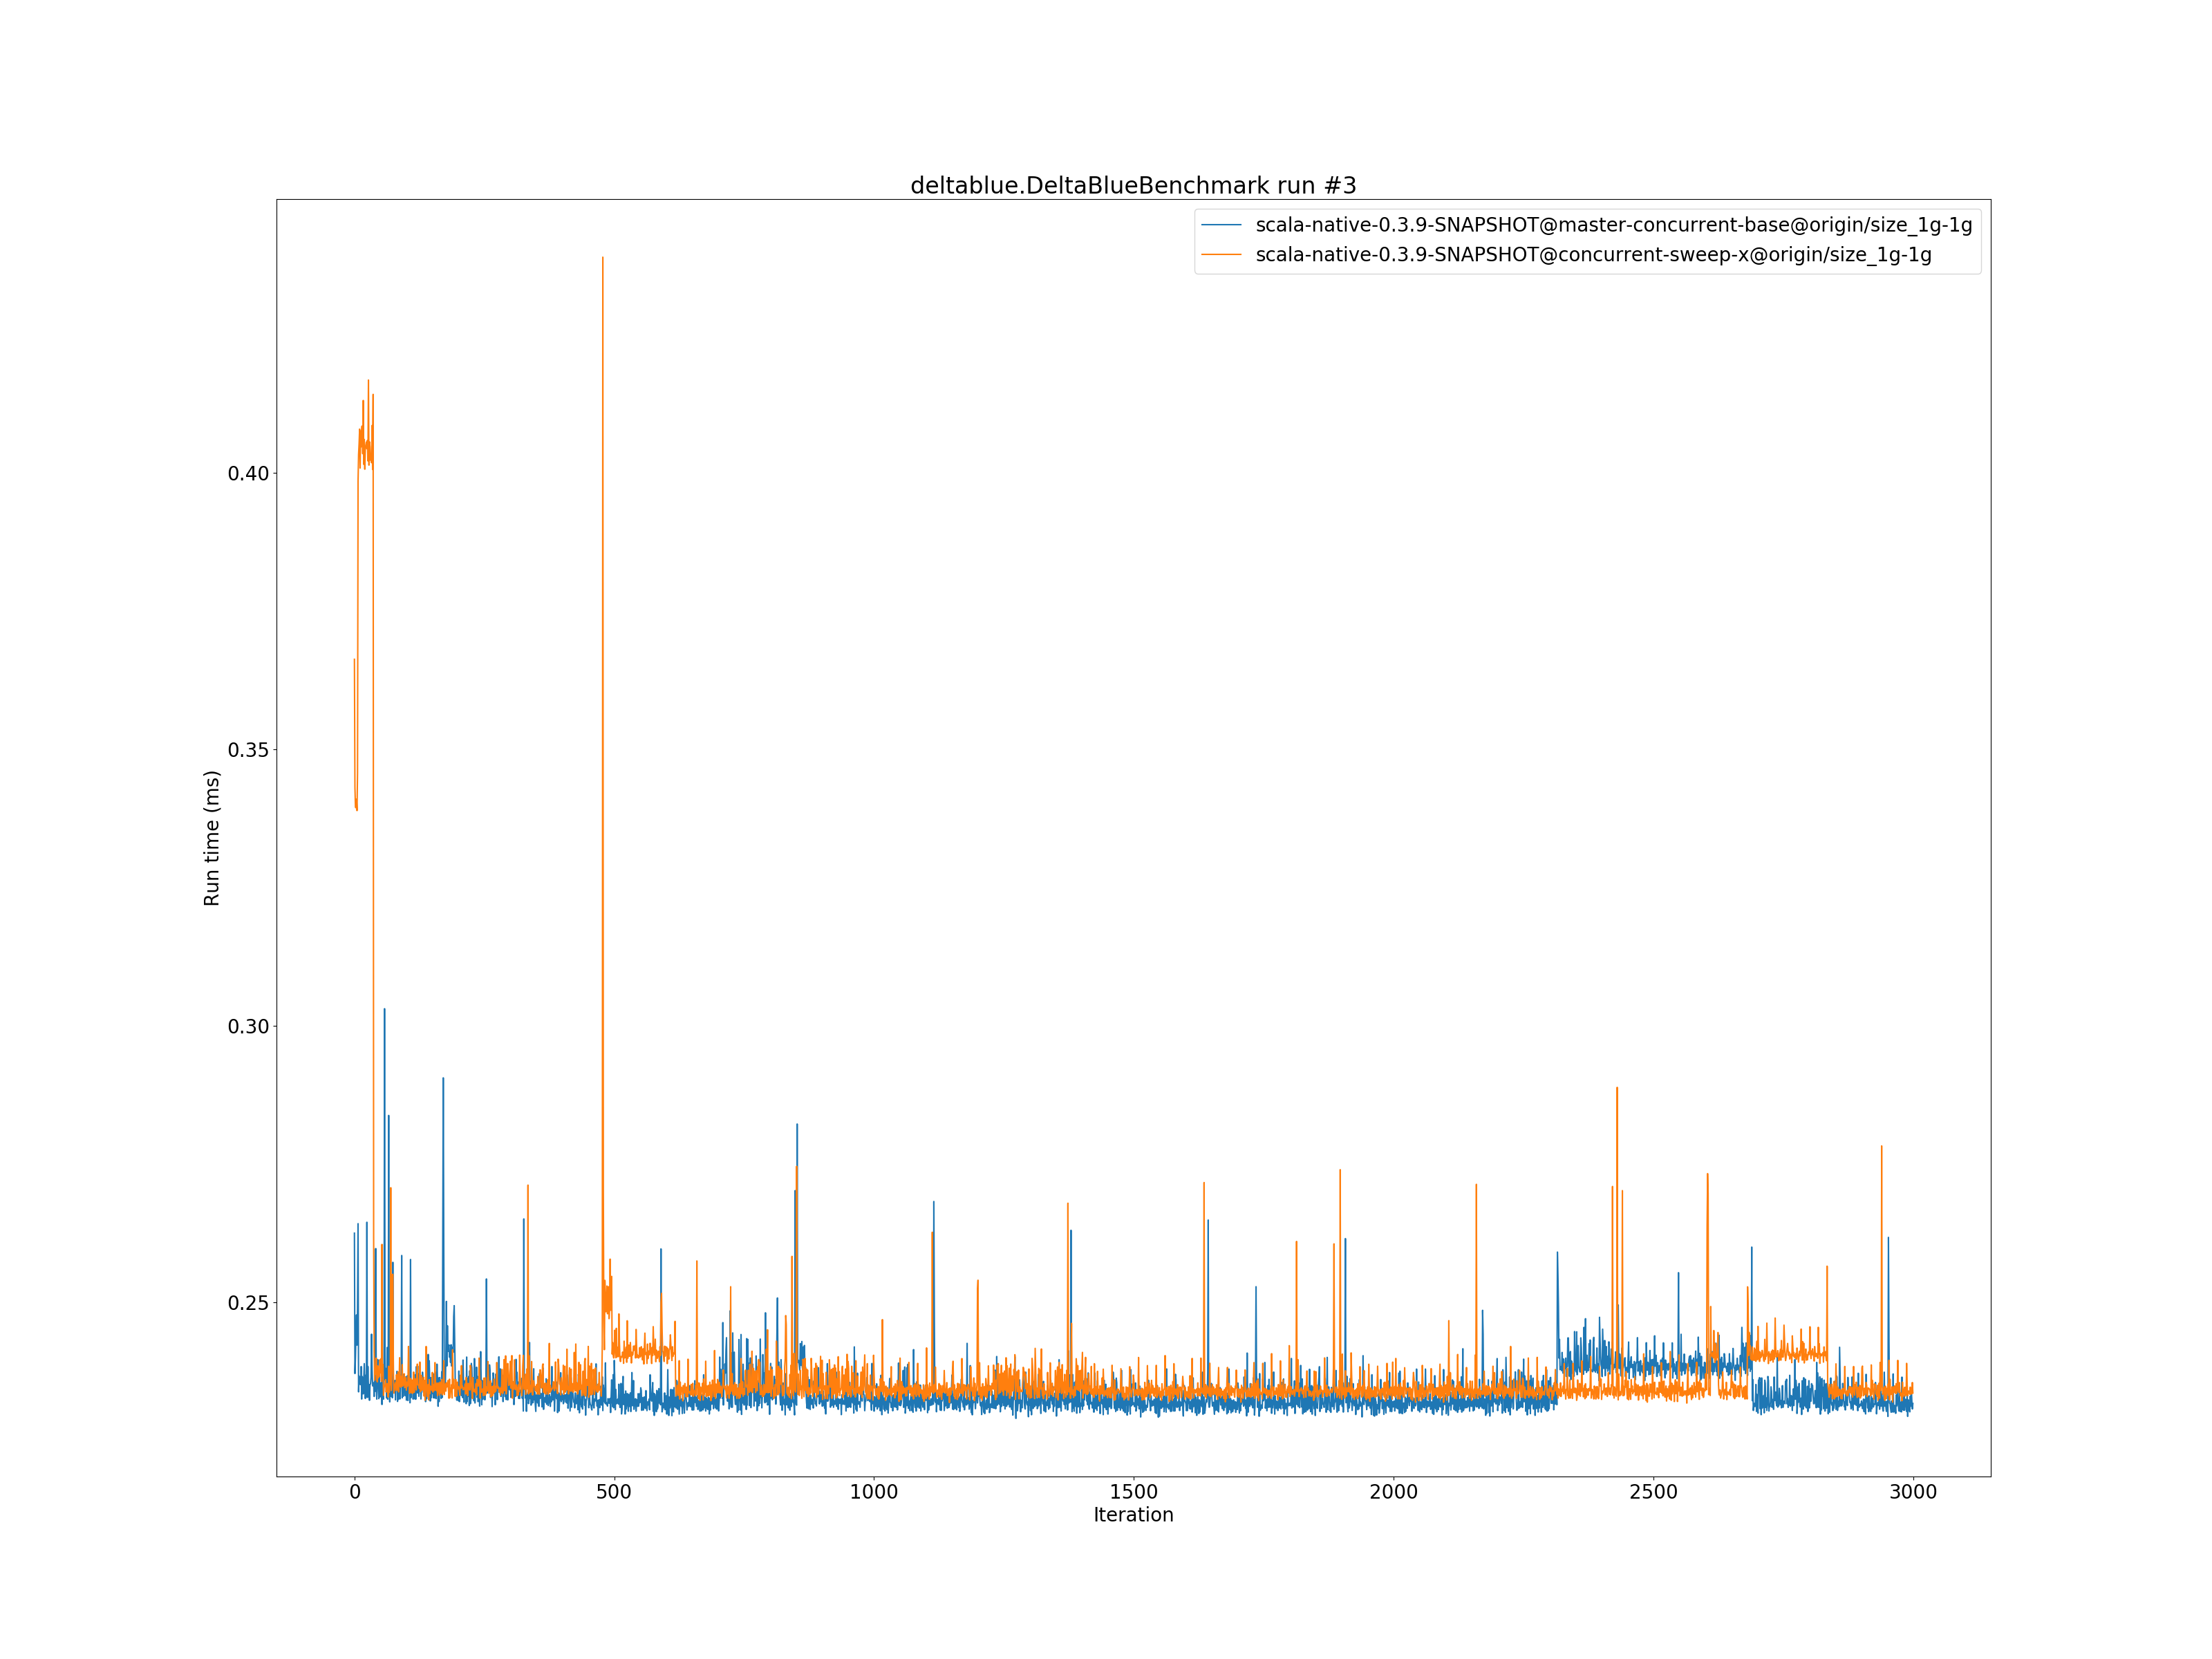 deltablue.DeltaBlueBenchmark run #3
scala-native-0.3.9-SNAPSHOT@master-concurrent-base@origin/size_1g-1g
scala-native-0.3.9-SNAPSHOT@concurrent-sweep-x@origin/size_1g-1g
0.40
0.35
0.30
0.25
Run time (ms)
0 500 1000 1500 2000 2500 3000
Iteration